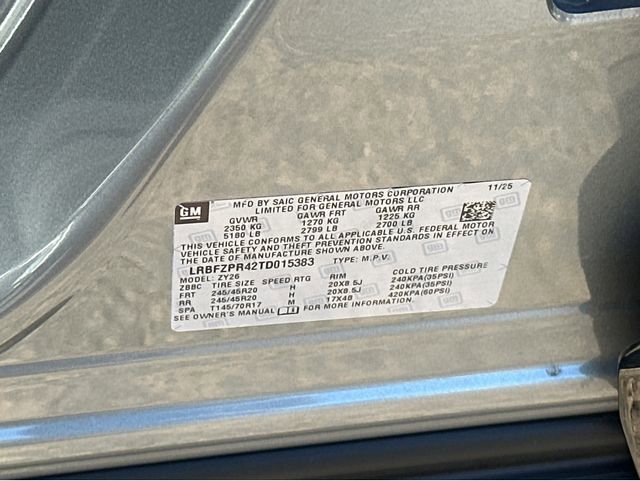 GM
MFD BY SAIC GENERAL MOTORS CORPORATION 11/25
LIMITED FOR GENERAL MOTORS LLC
GVWR GAWR FRT GAWR RR
2350 KG 1270 KG 1225 KG
5180 LB 2799 LB 2700 LB
THIS VEHICLE CONFORMS TO ALL APPLICABLE U.S. FEDERAL MOTOR
VEHICLE SAFETY AND THEFT PREVENTION STANDARDS IN EFFECT
ON THE DATE OF MANUFACTURE SHOWN ABOVE.
LRBFZPR42TD015383 TYPE: M.P.V.
MODEL: ZY26
ZBBC TIRE SIZE SPEED RTG RIM COLD TIRE PRESSURE
FRT 245/45R20 H 20X8.5J 240KPA(35PSI)
RR 245/45R20 H 20X8.5J 240KPA(35PSI)
SPA T145/70R17 M 17X4B 420KPA(60PSI)
SEE OWNER'S MANUAL FOR MORE INFORMATION.